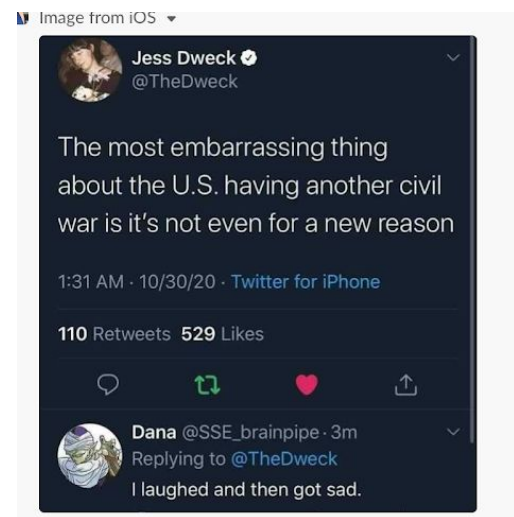 Image from iOS
Jess Dweck
@TheDweck
The most embarrassing thing
about the U.S. having another civil
war is it's not even for a new reason
1:31 AM · 10/30/20 · Twitter for iPhone
110 Retweets 529 Likes
Dana @SSE_brainpipe · 3m
Replying to @TheDweck
I laughed and then got sad.